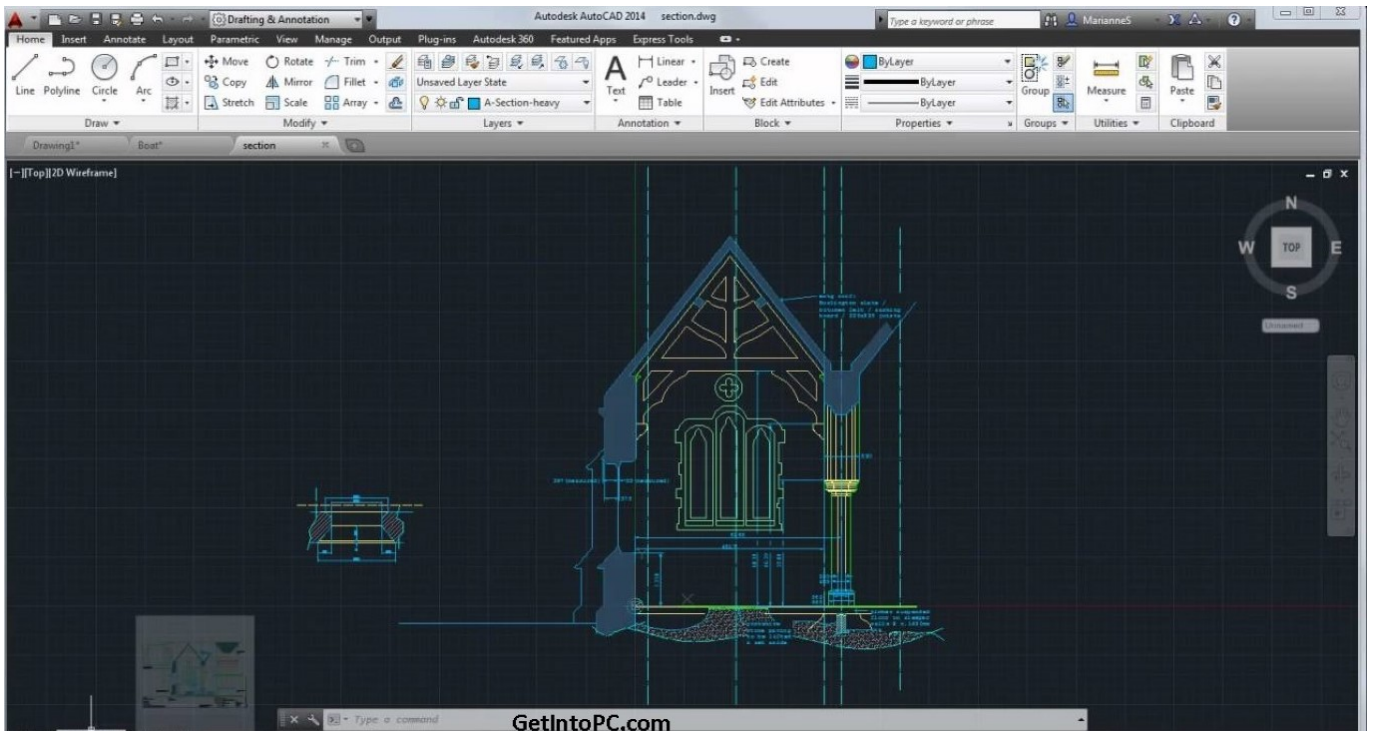 Drafting & Annotation
Autodesk AutoCAD 2014 section.dwg
Type a keyword or phrase
MarianneS
Home Insert Annotate Layout Parametric View Manage Output Plug-ins Autodesk 360 Featured Apps Express Tools
Line Polyline Circle Arc
Move Rotate Trim
Copy Mirror Fillet
Stretch Scale Array
Unsaved Layer State
A-Section-heavy
Text
Linear
Leader
Table
Insert
Create
Edit
Edit Attributes
ByLayer
ByLayer
ByLayer
Group
Measure
Paste
Draw Modify Layers Annotation Block Properties Groups Utilities Clipboard
Drawing1* Boat* section
[−][Top][2D Wireframe]
N
W TOP E
S
Unnamed
Type a command
GetIntoPC.com